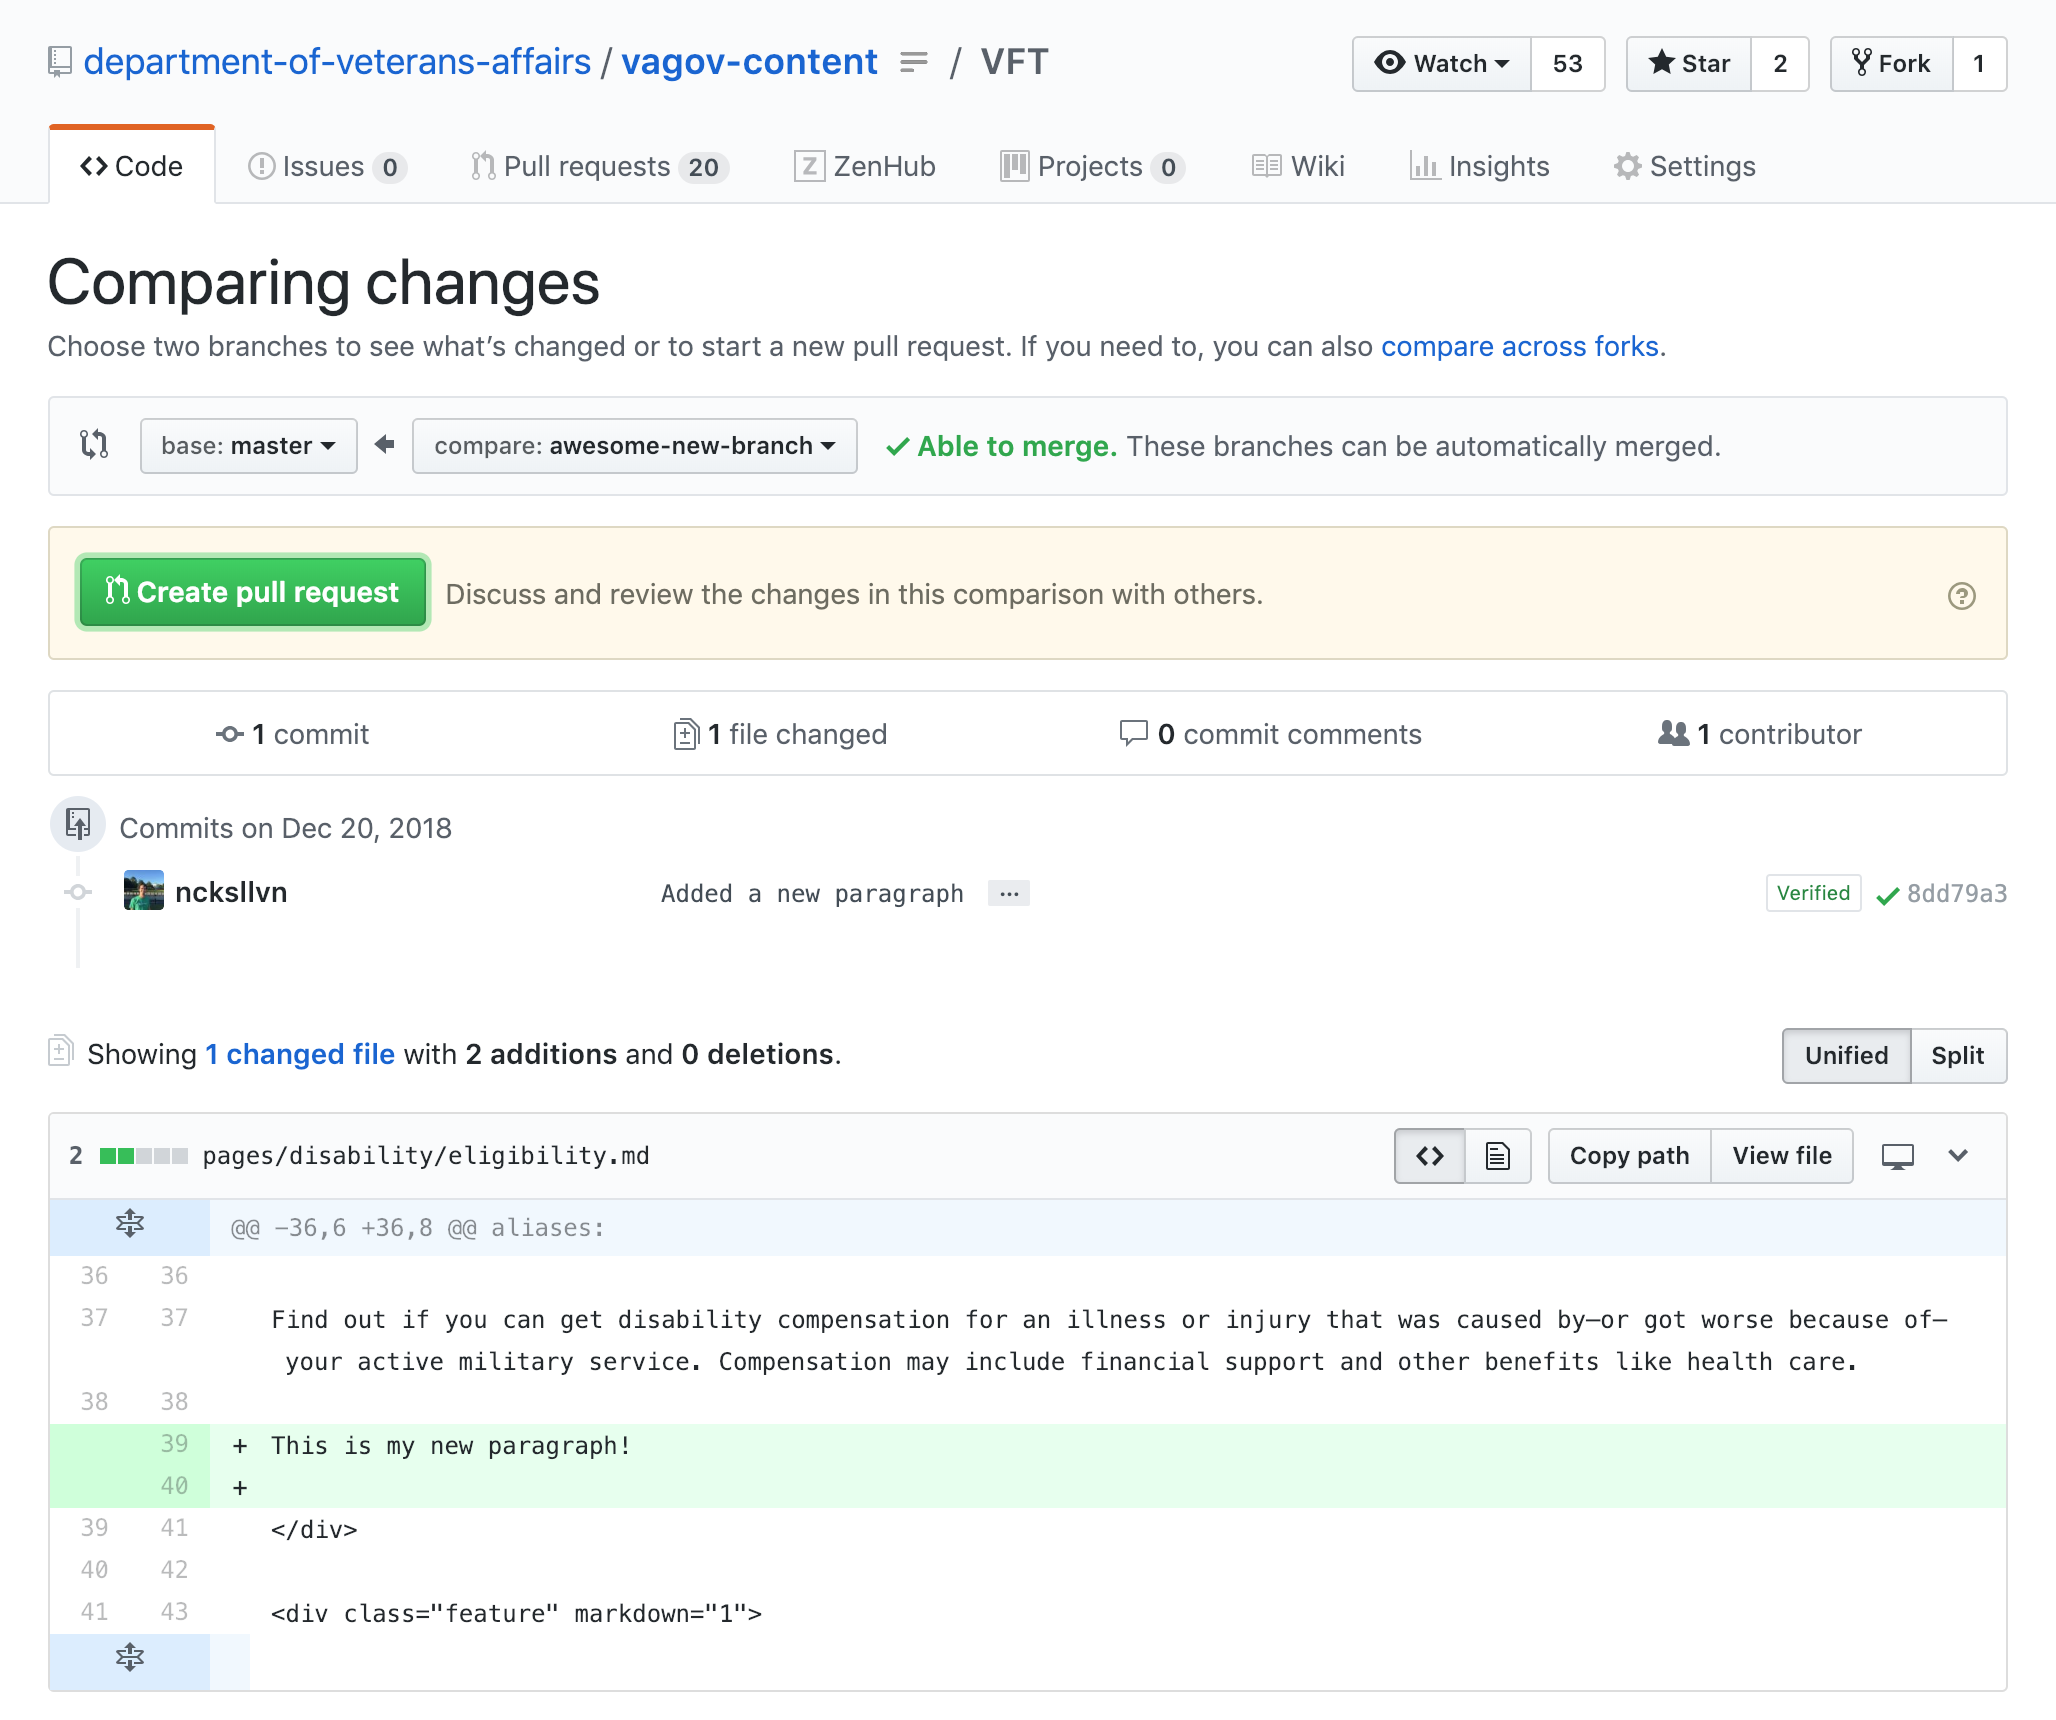 department-of-veterans-affairs / vagov-content / VFT
Watch 53 Star 2 Fork 1
Code Issues 0 Pull requests 20 Z ZenHub Projects 0 Wiki Insights Settings
Comparing changes
Choose two branches to see what’s changed or to start a new pull request. If you need to, you can also compare across forks.
base: master compare: awesome-new-branch Able to merge. These branches can be automatically merged.
Create pull request Discuss and review the changes in this comparison with others. ?
1 commit 1 file changed 0 commit comments 1 contributor
Commits on Dec 20, 2018
ncksllvn Added a new paragraph … Verified 8dd79a3
Showing 1 changed file with 2 additions and 0 deletions. Unified Split
2 pages/disability/eligibility.md <> Copy path View file
@@ −36,6 +36,8 @@ aliases:
36 36
37 37 Find out if you can get disability compensation for an illness or injury that was caused by—or got worse because of—
your active military service. Compensation may include financial support and other benefits like health care.
38 38
39 + This is my new paragraph!
40 +
39 41 </div>
40 42
41 43 <div class="feature" markdown="1">